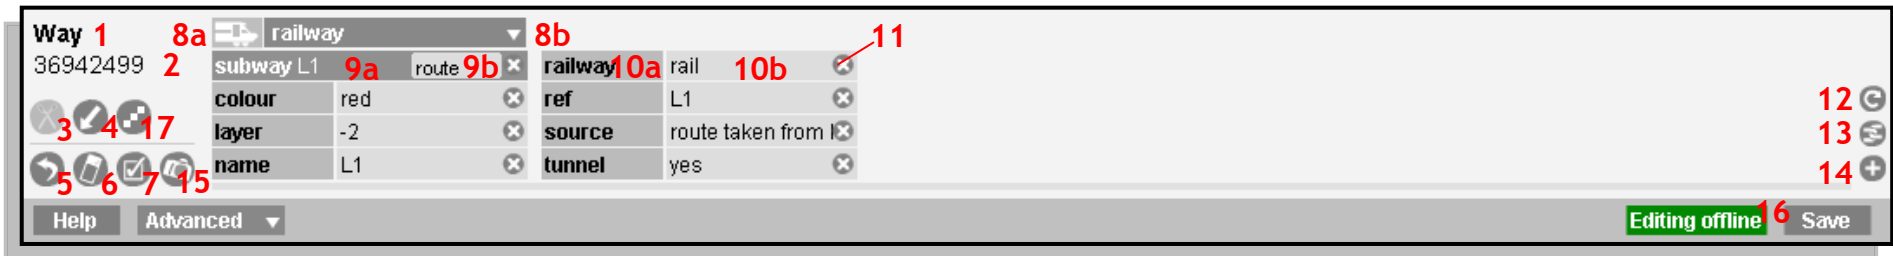 Way 1 8a railway 8b 11
36942499 2 subway L1 9a route 9b railway 10a rail 10b
colour red ref L1 12
3 4 17 layer -2 source route taken from 13
5 6 7 15 name L1 tunnel yes 14
Help Advanced Editing offline 16 Save